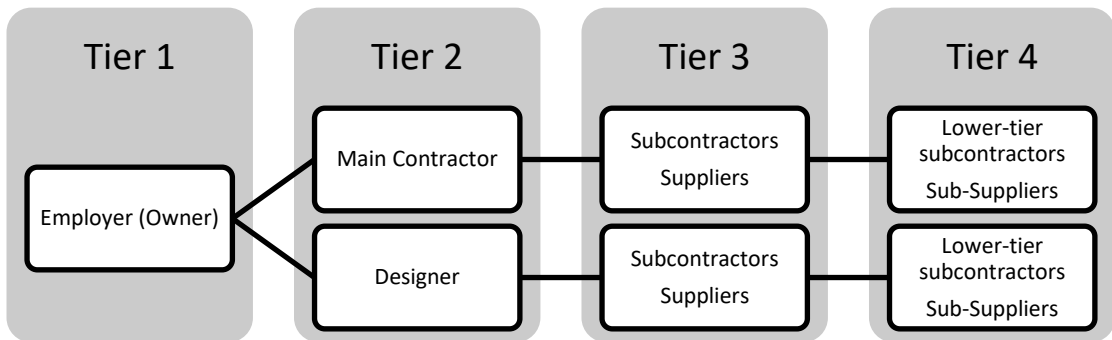 Tier 1
Tier 2
Tier 3
Tier 4
Employer (Owner)
Main Contractor
Subcontractors
Suppliers
Lower-tier
subcontractors
Sub-Suppliers
Designer
Subcontractors
Suppliers
Lower-tier
subcontractors
Sub-Suppliers